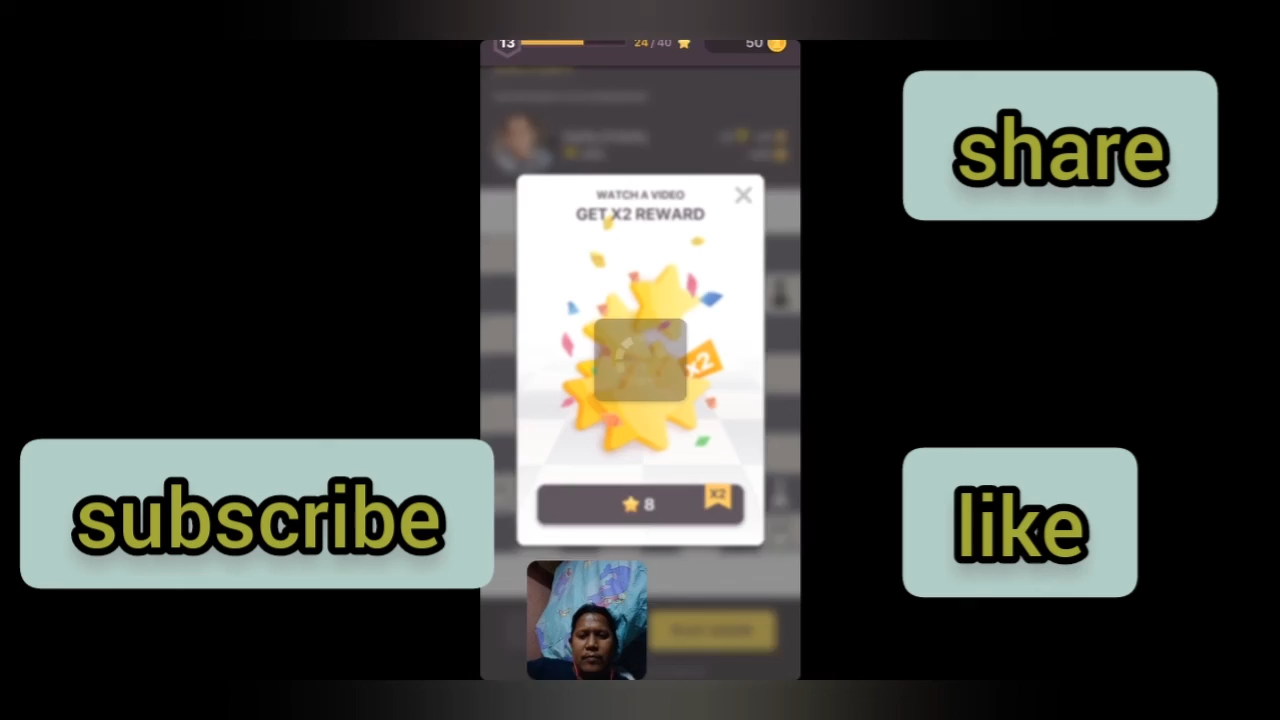 13
24/40
50
share
WATCH A VIDEO
GET X2 REWARD
x2
8
X2
subscribe
like